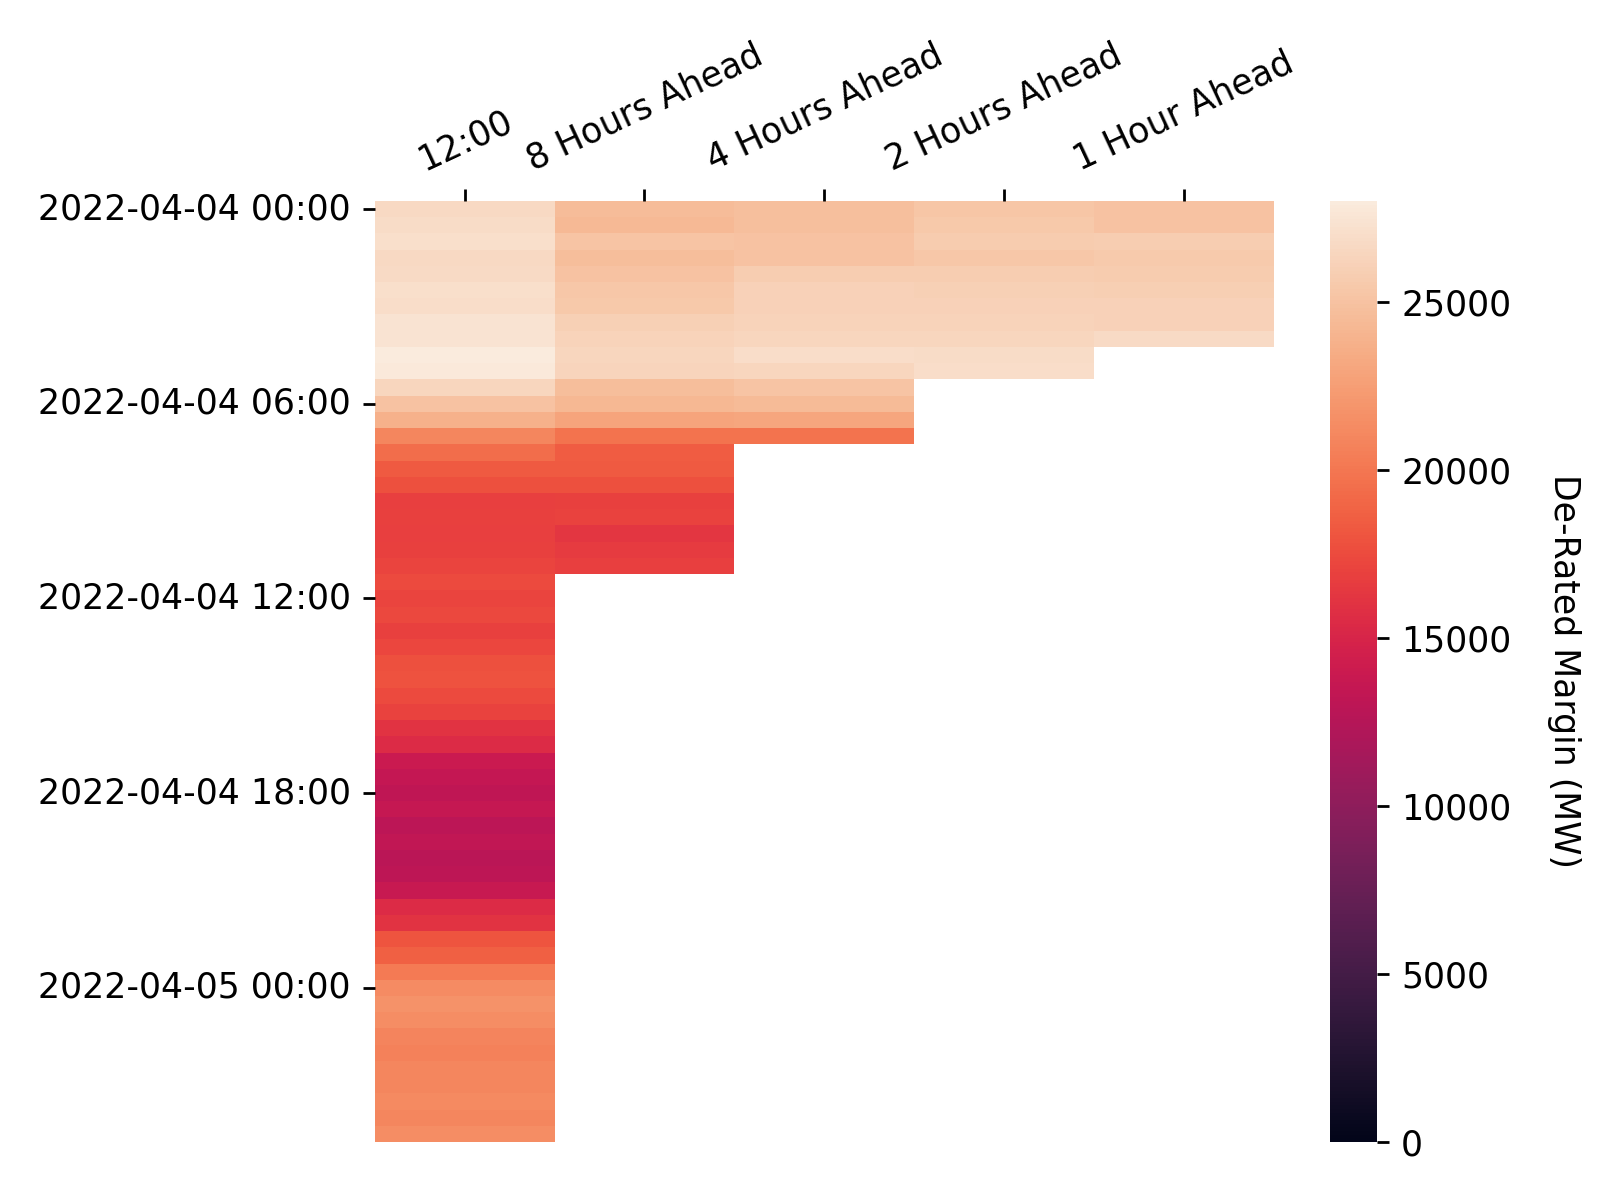 12:00
8 Hours Ahead
4 Hours Ahead
2 Hours Ahead
1 Hour Ahead
2022-04-04 00:00
2022-04-04 06:00
2022-04-04 12:00
2022-04-04 18:00
2022-04-05 00:00
25000
20000
15000
10000
5000
0
De-Rated Margin (MW)